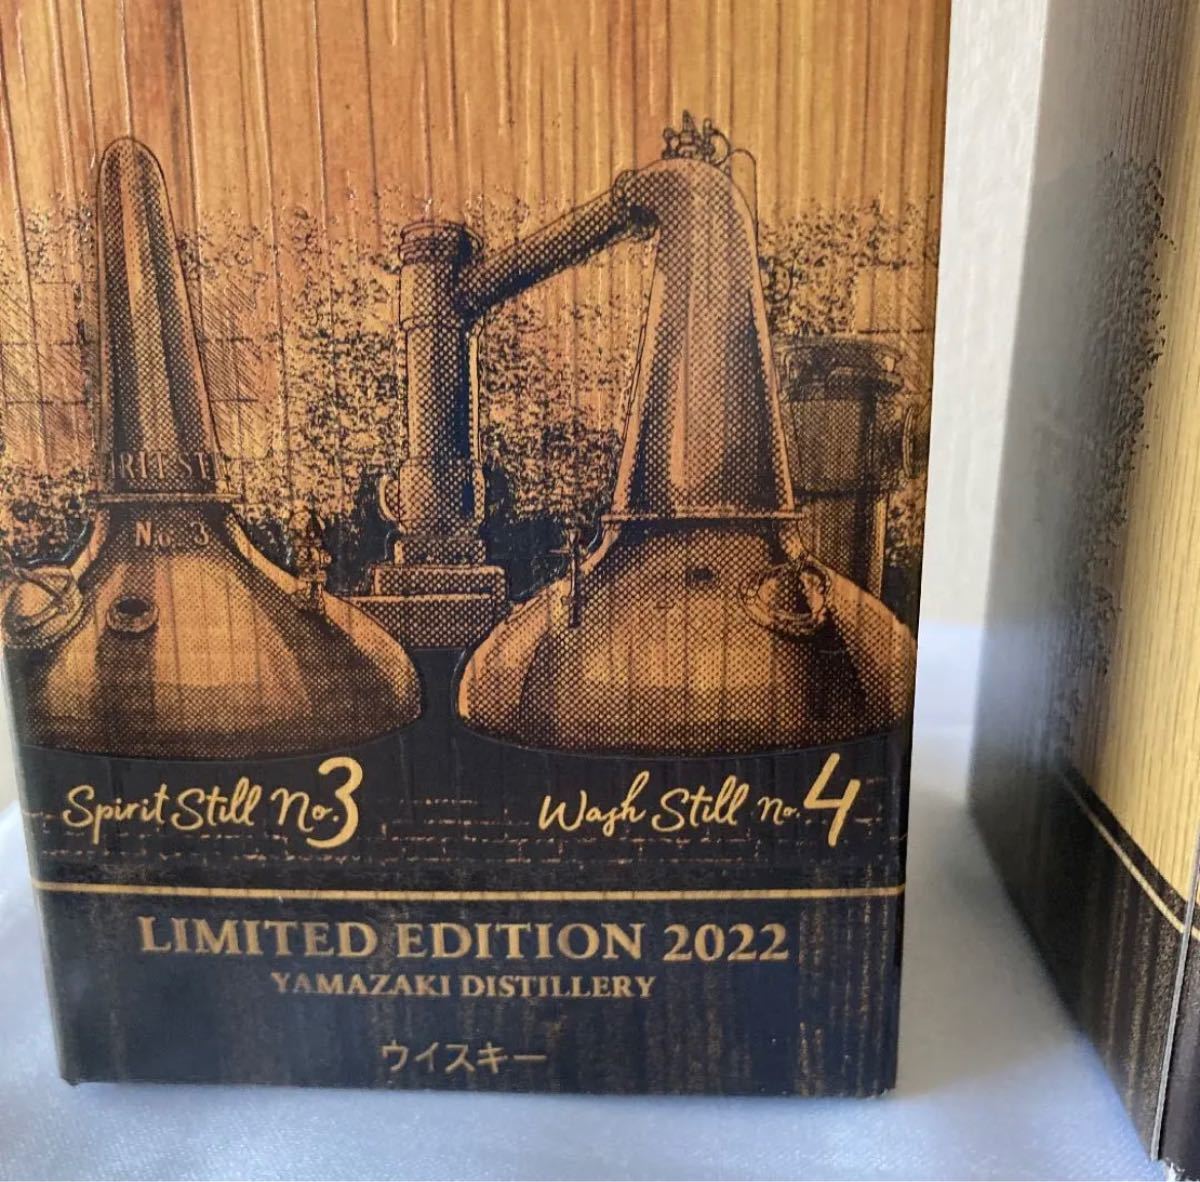 No 3
Spirit Still No.3
Wash Still No.4
LIMITED EDITION 2022
YAMAZAKI DISTILLERY
ウイスキー